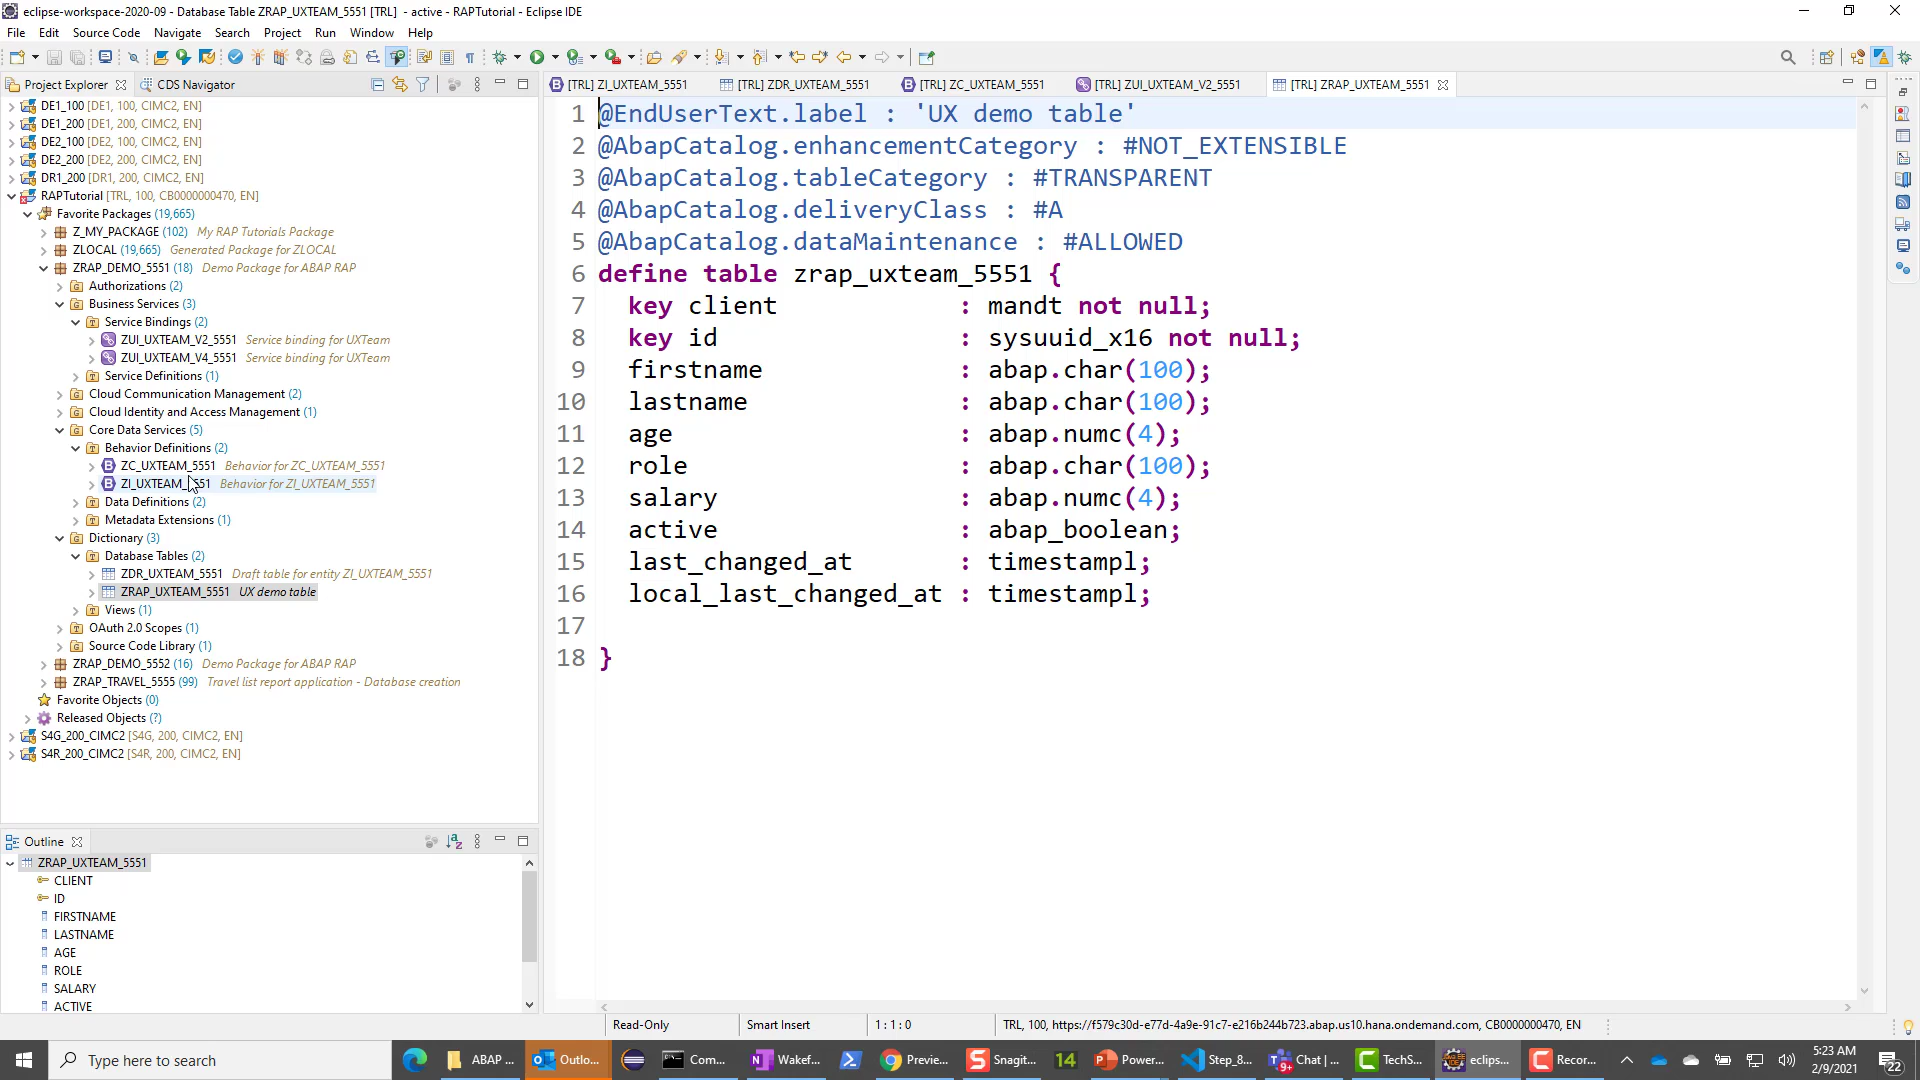 eclipse-workspace-2020-09 - Database Table ZRAP_UXTEAM_5551 [TRL]  - active - RAPTutorial - Eclipse IDE
File Edit Source Code Navigate Search Project Run Window Help
Project Explorer CDS Navigator
[TRL] ZI_UXTEAM_5551 [TRL] ZDR_UXTEAM_5551 [TRL] ZC_UXTEAM_5551 [TRL] ZUI_UXTEAM_V2_5551 [TRL] ZRAP_UXTEAM_5551
DE1_100 [DE1, 100, CIMC2, EN]
DE1_200 [DE1, 200, CIMC2, EN]
DE2_100 [DE2, 100, CIMC2, EN]
DE2_200 [DE2, 200, CIMC2, EN]
DR1_200 [DR1, 200, CIMC2, EN]
RAPTutorial [TRL, 100, CB0000000470, EN]
Favorite Packages (19,665)
Z_MY_PACKAGE (102) My RAP Tutorials Package
ZLOCAL (19,665) Generated Package for ZLOCAL
ZRAP_DEMO_5551 (18) Demo Package for ABAP RAP
Authorizations (2)
Business Services (3)
Service Bindings (2)
ZUI_UXTEAM_V2_5551 Service binding for UXTeam
ZUI_UXTEAM_V4_5551 Service binding for UXTeam
Service Definitions (1)
Cloud Communication Management (2)
Cloud Identity and Access Management (1)
Core Data Services (5)
Behavior Definitions (2)
ZC_UXTEAM_5551 Behavior for ZC_UXTEAM_5551
ZI_UXTEAM_5551 Behavior for ZI_UXTEAM_5551
Data Definitions (2)
Metadata Extensions (1)
Dictionary (3)
Database Tables (2)
ZDR_UXTEAM_5551 Draft table for entity ZI_UXTEAM_5551
ZRAP_UXTEAM_5551 UX demo table
Views (1)
OAuth 2.0 Scopes (1)
Source Code Library (1)
ZRAP_DEMO_5552 (16) Demo Package for ABAP RAP
ZRAP_TRAVEL_5555 (99) Travel list report application - Database creation
Favorite Objects (0)
Released Objects (?)
S4G_200_CIMC2 [S4G, 200, CIMC2, EN]
S4R_200_CIMC2 [S4R, 200, CIMC2, EN]
1 @EndUserText.label : 'UX demo table'
2 @AbapCatalog.enhancementCategory : #NOT_EXTENSIBLE
3 @AbapCatalog.tableCategory : #TRANSPARENT
4 @AbapCatalog.deliveryClass : #A
5 @AbapCatalog.dataMaintenance : #ALLOWED
6 define table zrap_uxteam_5551 {
7 key client : mandt not null;
8 key id : sysuuid_x16 not null;
9 firstname : abap.char(100);
10 lastname : abap.char(100);
11 age : abap.numc(4);
12 role : abap.char(100);
13 salary : abap.numc(4);
14 active : abap_boolean;
15 last_changed_at : timestampl;
16 local_last_changed_at : timestampl;
17
18 }
Outline
ZRAP_UXTEAM_5551
CLIENT
ID
FIRSTNAME
LASTNAME
AGE
ROLE
SALARY
ACTIVE
Read-Only Smart Insert 1 : 1 : 0 TRL, 100, https://f579c30d-e77d-4a9e-91c7-e216b244b723.abap.us10.hana.ondemand.com, CB0000000470, EN
Type here to search ABAP ... Outlo... Com... Wakef... Previe... Snagit... 14 Power... Step_8... 9+ Chat | ... TechS... eclips... Recor... 5:23 AM
2/9/2021 22